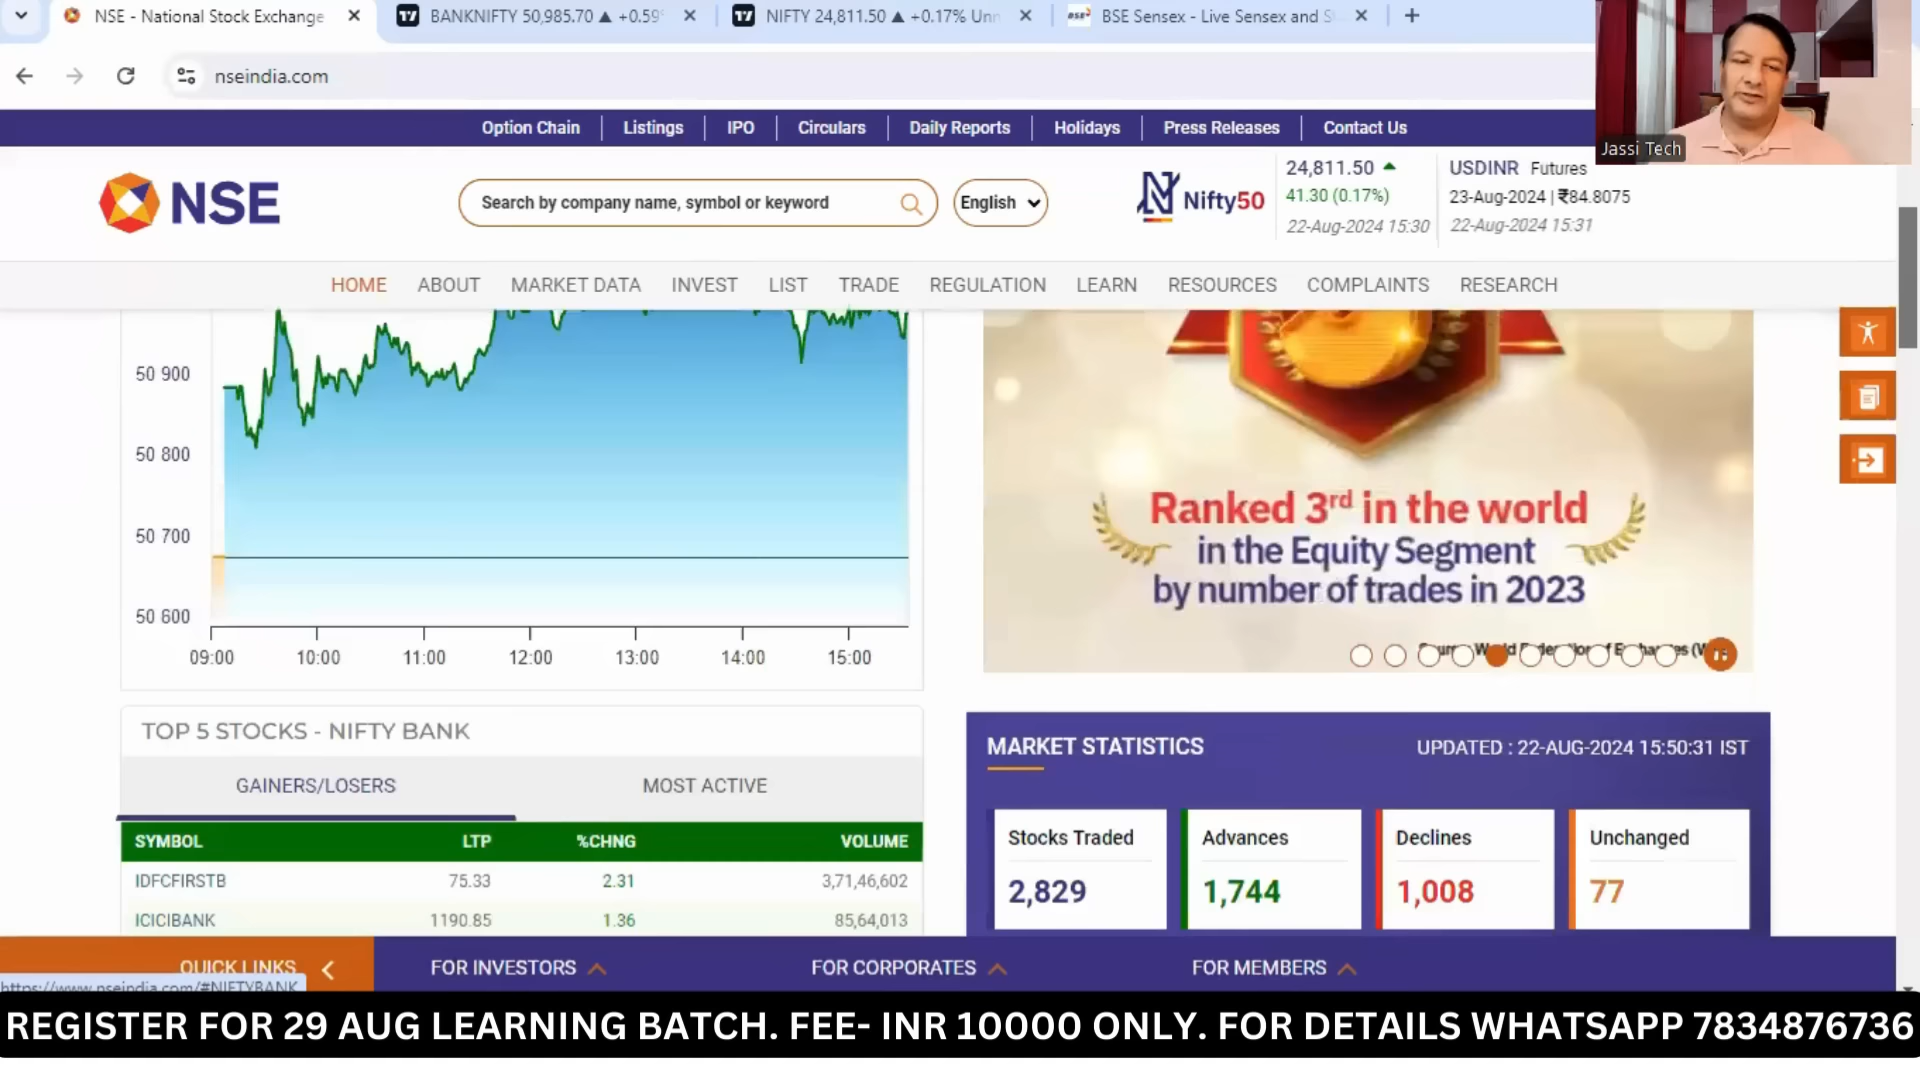 NSE - National Stock Exchange
BANKNIFTY 50,985.70 ▲ +0.59
NIFTY 24,811.50 ▲ +0.17% Unn
BSE Sensex - Live Sensex and S
nseindia.com
Option Chain
Listings
IPO
Circulars
Daily Reports
Holidays
Press Releases
Contact Us
Jassi Tech
NSE
Search by company name, symbol or keyword
English
Nifty50
24,811.50
41.30 (0.17%)
22-Aug-2024 15:30
USDINR Futures
23-Aug-2024 | ₹84.8075
22-Aug-2024 15:31
HOME ABOUT MARKET DATA INVEST LIST TRADE REGULATION LEARN RESOURCES COMPLAINTS RESEARCH
50 900
50 800
50 700
50 600
09:00 10:00 11:00 12:00 13:00 14:00 15:00
Ranked 3rd in the world
in the Equity Segment
by number of trades in 2023
TOP 5 STOCKS - NIFTY BANK
GAINERS/LOSERS MOST ACTIVE
SYMBOL LTP %CHNG VOLUME
IDFCFIRSTB 75.33 2.31 3,71,46,602
ICICIBANK 1190.85 1.36 85,64,013
MARKET STATISTICS
UPDATED : 22-AUG-2024 15:50:31 IST
Stocks Traded
2,829
Advances
1,744
Declines
1,008
Unchanged
77
QUICK LINKS
FOR INVESTORS
FOR CORPORATES
FOR MEMBERS
https://www.nseindia.com/#NIFTYBANK
REGISTER FOR 29 AUG LEARNING BATCH. FEE- INR 10000 ONLY. FOR DETAILS WHATSAPP 7834876736